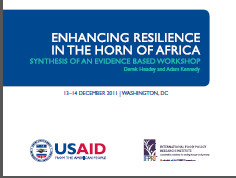 ENHANCING RESILIENCE
IN THE HORN OF AFRICA
SYNTHESIS OF AN EVIDENCE BASED WORKSHOP
Derek Headey and Adam Kennedy
13–14 DECEMBER 2011 | WASHINGTON, DC
USAID
FROM THE AMERICAN PEOPLE
INTERNATIONAL FOOD POLICY
RESEARCH INSTITUTE
IFPRI